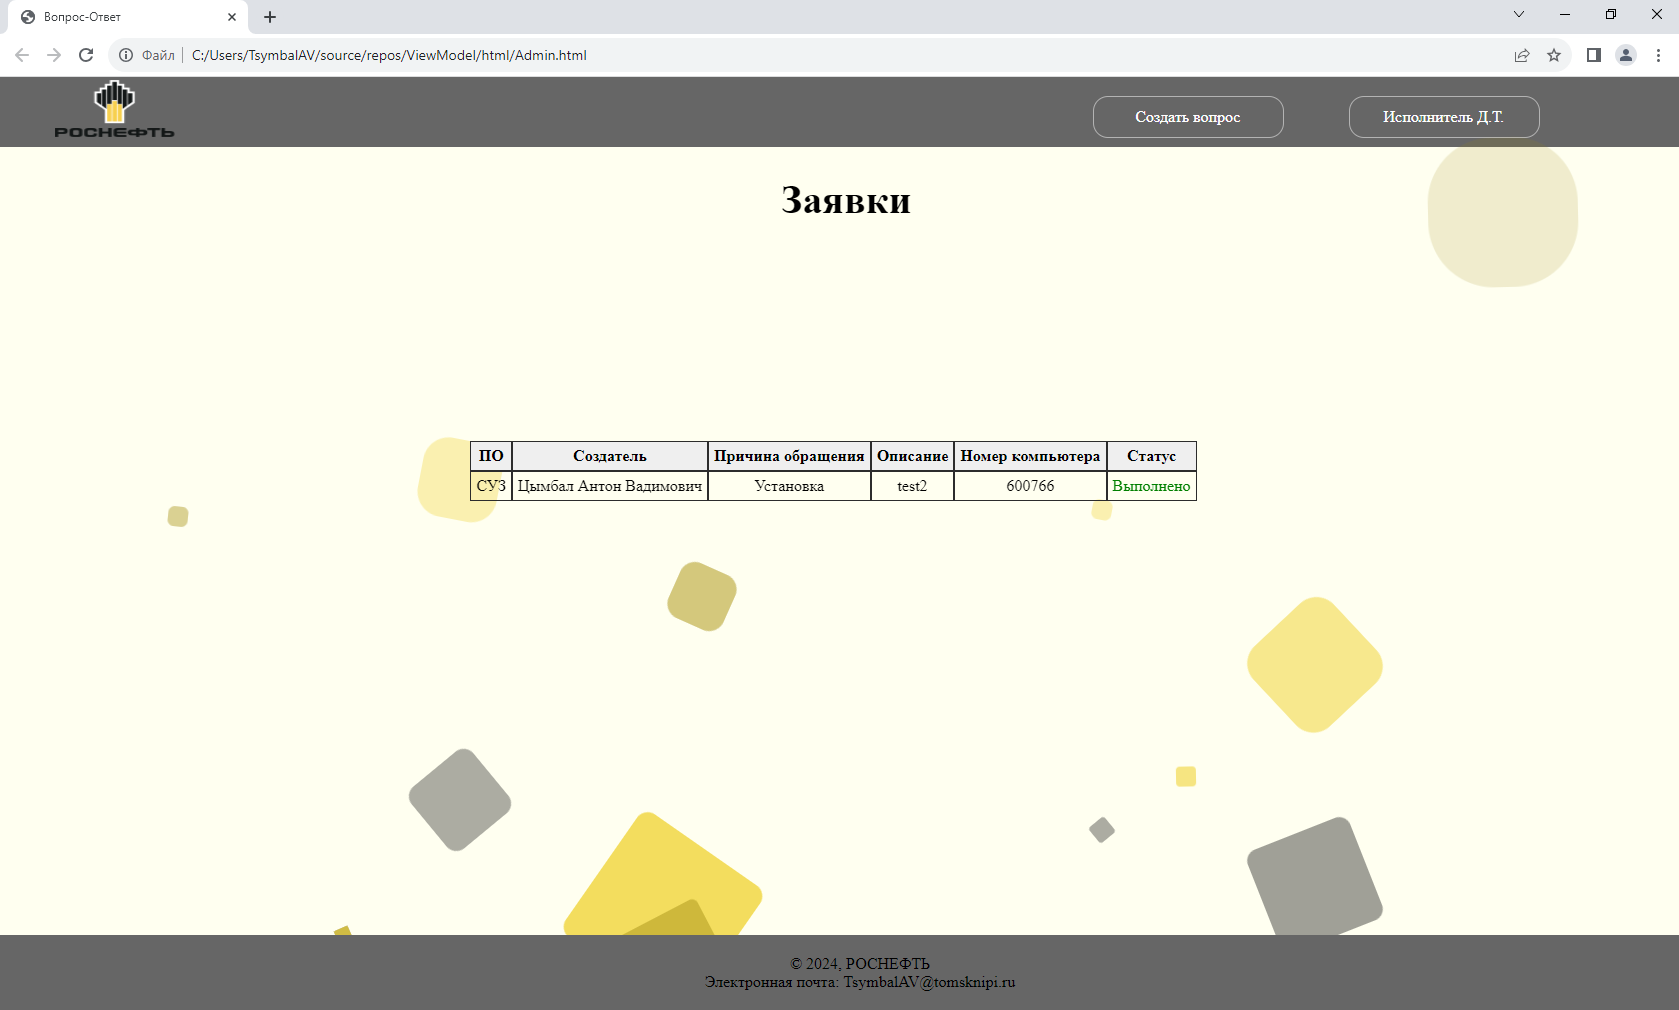 Вопрос-Ответ
Файл | C:/Users/TsymbalAV/source/repos/ViewModel/html/Admin.html
РОСНЕФТЬ
Создать вопрос
Исполнитель Д.Т.
Заявки
ПО Создатель Причина обращения Описание Номер компьютера Статус
СУЗ Цымбал Антон Вадимович Установка test2 600766 Выполнено
© 2024, РОСНЕФТЬ
Электронная почта: TsymbalAV@tomsknipi.ru